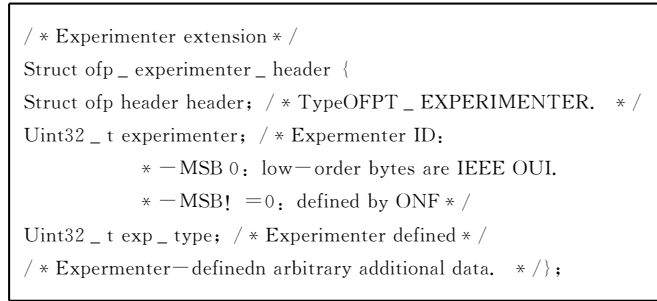 / * Experimenter extension * /
Struct ofp _ experimenter _ header {
Struct ofp header header; / * TypeOFPT _ EXPERIMENTER. * /
Uint32 _ t experimenter; / * Expermenter ID:
* -MSB 0: low-order bytes are IEEE OUI.
* -MSB! =0: defined by ONF * /
Uint32 _ t exp _ type; / * Experimenter defined * /
/ * Expermenter-definedn arbitrary additional data. * /};